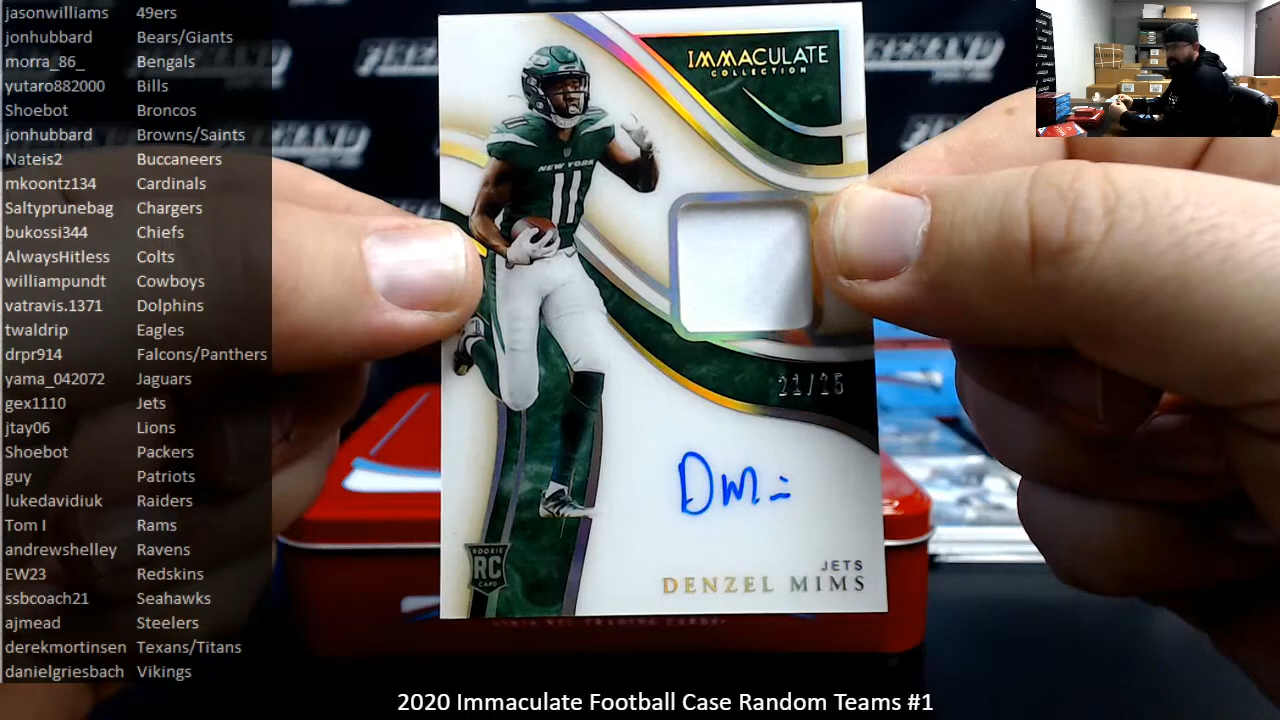 jasonwilliams 49ers
jonhubbard Bears/Giants
morra_86_ Bengals
yutaro882000 Bills
Shoebot Broncos
jonhubbard Browns/Saints
Nateis2 Buccaneers
mkoontz134 Cardinals
Saltyprunebag Chargers
bukossi344 Chiefs
AlwaysHitless Colts
williampundt Cowboys
vatravis.1371 Dolphins
twaldrip Eagles
drpr914 Falcons/Panthers
yama_042072 Jaguars
gex1110 Jets
jtay06 Lions
Shoebot Packers
guy Patriots
lukedavidiuk Raiders
Tom I Rams
andrewshelley Ravens
EW23 Redskins
ssbcoach21 Seahawks
ajmead Steelers
derekmortinsen Texans/Titans
danielgriesbach Vikings
IMMACULATE
COLLECTION
NEW YORK
11
JETS
DENZEL MIMS
ROOKIE
RC
CARD
2020 Immaculate Football Case Random Teams #1